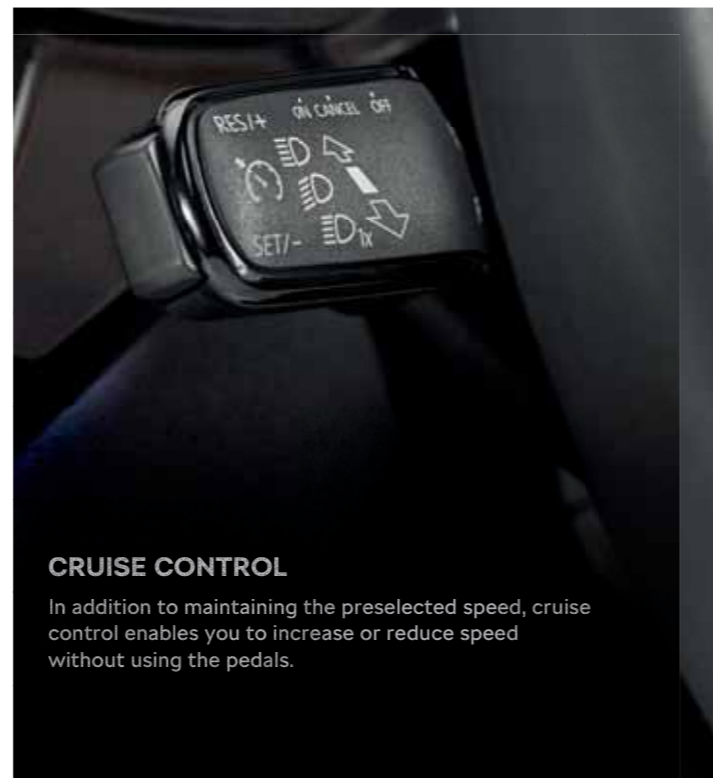 RES/+ ON CANCEL OFF
SET/- 1x
CRUISE CONTROL
In addition to maintaining the preselected speed, cruise
control enables you to increase or reduce speed
without using the pedals.